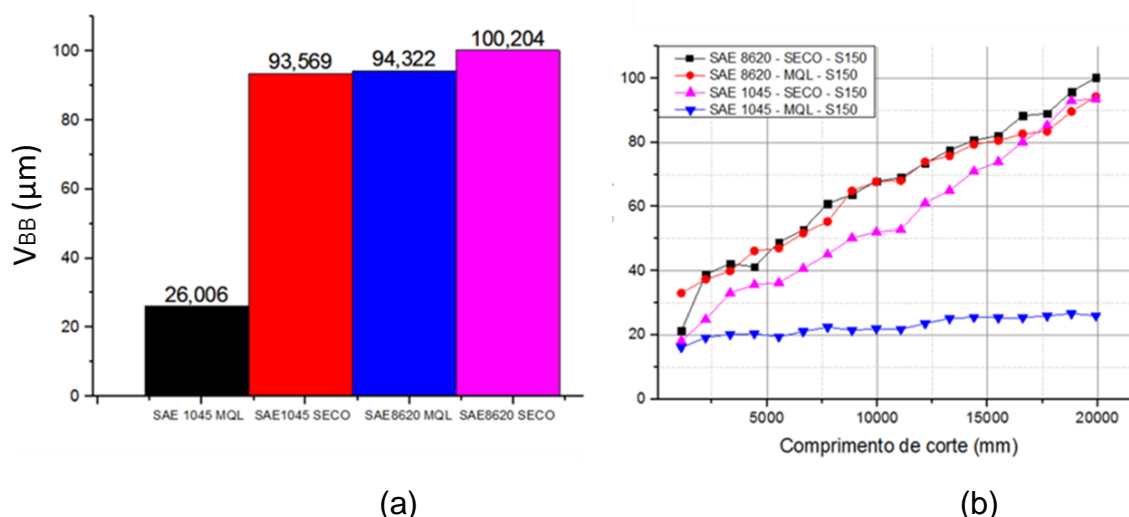 VBB (µm)
100
80
60
40
20
0
26,006
93,569
94,322
100,204
SAE 1045 MQL
SAE1045 SECO
SAE8620 MQL
SAE8620 SECO
(a)
SAE 8620 - SECO - S150
SAE 8620 - MQL - S150
SAE 1045 - SECO - S150
SAE 1045 - MQL - S150
100
80
60
40
20
0
5000
10000
15000
20000
Comprimento de corte (mm)
(b)